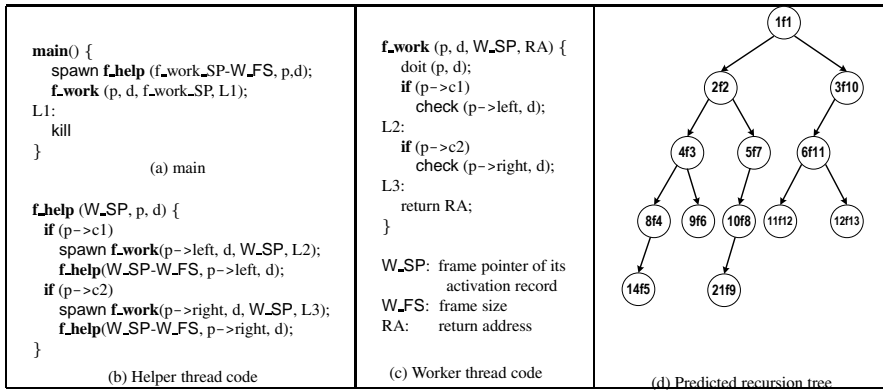 main() {
spawn f_help (f_work_SP-W_FS, p,d);
f_work (p, d, f_work_SP, L1);
L1:
kill
}
(a) main
f_help (W_SP, p, d) {
if (p->c1)
spawn f_work(p->left, d, W_SP, L2);
f_help(W_SP-W_FS, p->left, d);
if (p->c2)
spawn f_work(p->right, d, W_SP, L3);
f_help(W_SP-W_FS, p->right, d);
}
(b) Helper thread code
f_work (p, d, W_SP, RA) {
doit (p, d);
if (p->c1)
check (p->left, d);
L2:
if (p->c2)
check (p->right, d);
L3:
return RA;
}
W_SP: frame pointer of its
activation record
W_FS: frame size
RA: return address
(c) Worker thread code
1f1
2f2 3f10
4f3 5f7 6f11
8f4 9f6 10f8 11f12 12f13
14f5 21f9
(d) Predicted recursion tree